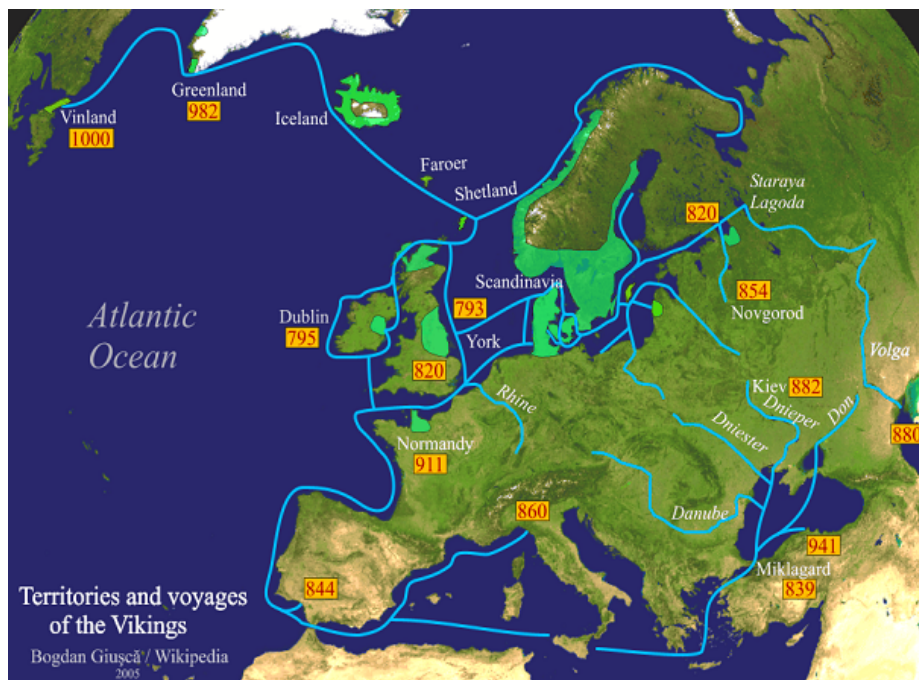 Vinland
1000
Greenland
982
Iceland
Faroer
Shetland
Staraya
Lagoda
820
Scandinavia
854
Novgorod
Atlantic
Ocean
Dublin
795
793
York
820
Rhine
Volga
Kiev 882
Dnieper
Don
Dniester
880
Normandy
911
Danube
860
941
Miklagard
839
844
Territories and voyages
of the Vikings
Bogdan Giușcă / Wikipedia
2005